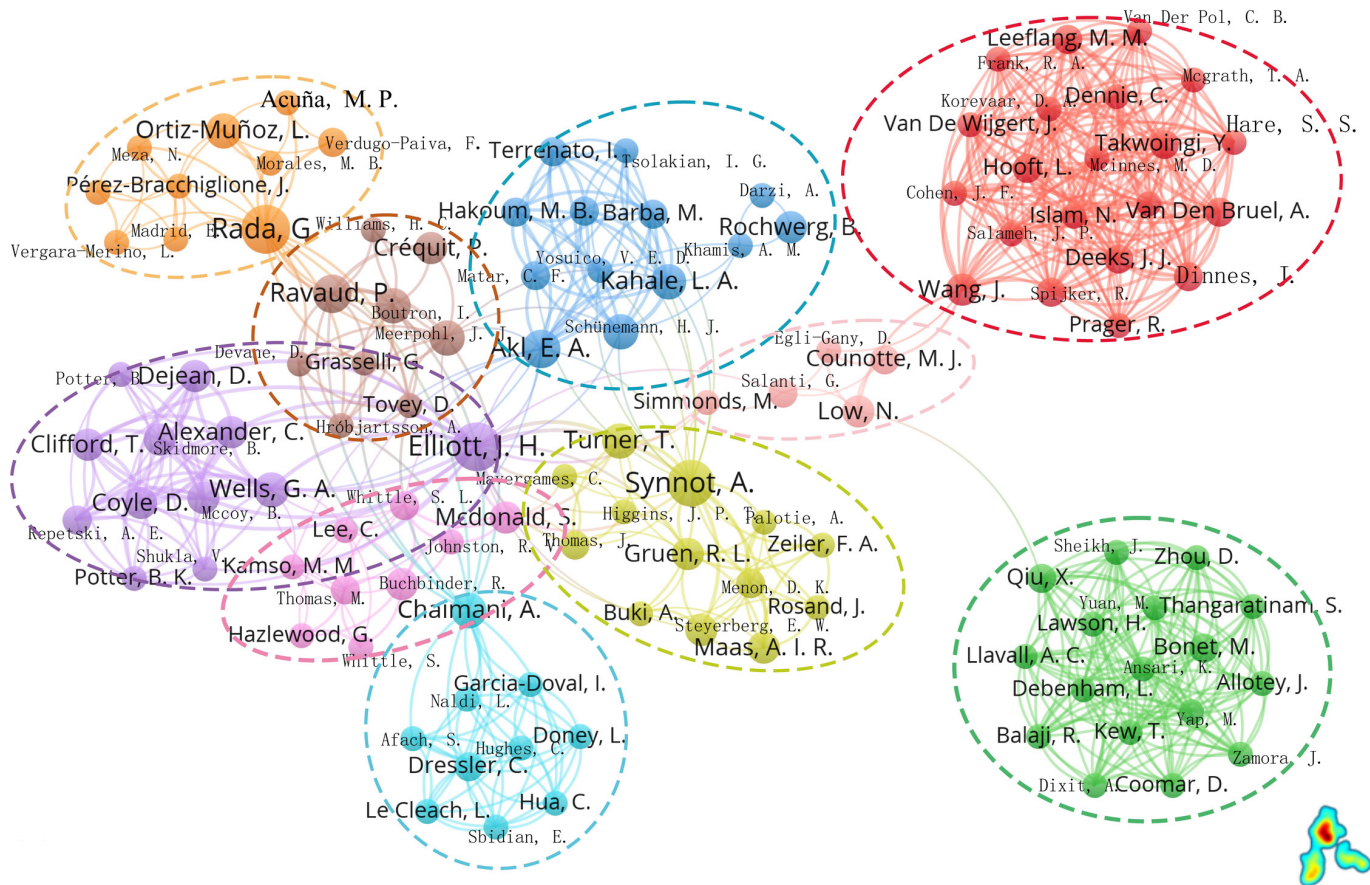 Acuña, M. P.
Ortiz-Muñoz, L.
Verdugo-Paiva, F.
Meza, N.
Morales, M. B.
Pérez-Bracchiglione, J.
Rada, G
Madrid, E
Vergara-Merino, L.
Williams, H. C.
Créquit, P.
Ravaud, P.
Boutron, I.
Meerpohl, J. J.
Devane, D.
Grasselli, G
Tovey, D.
Hróbjartsson, A.
Terrenato, I.
Tsolakian, I. G.
Darzi, A.
Hakoum, M. B.
Barba, M.
Rochwerg, B.
Khamis, A. M.
Yosuico, V. E. D.
Matar, C. F.
Kahale, L. A.
Schünemann, H. J.
Akl, E. A.
Van Der Pol, C. B.
Leeflang, M. M.
Frank, R. A.
Mcgrath, T. A.
Korevaar, D. A.
Dennie, C.
Van De Wijgert, J.
Hare, S. S.
Takwoingi, Y.
Mcinnes, M. D.
Hooft, L.
Cohen, J. F.
Islam, N.
Van Den Bruel, A.
Salameh, J. P.
Deeks, J. J.
Dinnes, J.
Wang, J.
Spijker, R.
Prager, R.
Egli-Gany, D.
Counotte, M. J.
Salanti, G.
Simmonds, M.
Low, N.
Potter, B.
Dejean, D.
Clifford, T.
Alexander, C.
Skidmore, B.
Elliott, J. H.
Wells, G. A.
Coyle, D.
Mccoy, B.
Repetski, A. E.
Shukla, V.
Potter, B. K.
Whittle, S. L.
Mcdonald, S.
Lee, C.
Johnston, R. V
Kamso, M. M
Buchbinder, R.
Thomas, M.
Hazlewood, G.
Whittle, S.
Turner, T.
Mavergames, C.
Synnot, A.
Higgins, J. P. T.
Palotie, A.
Thomas, J.
Gruen, R. L.
Zeiler, F. A.
Menon, D. K.
Buki, A.
Rosand, J.
Steyerberg, E. W.
Maas, A. I. R.
Chaimani, A.
Garcia-Doval, I.
Naldi, L.
Afach, S.
Hughes, C.
Doney, L.
Dressler, C.
Le Cleach, L.
Hua, C.
Sbidian, E.
Sheikh, J.
Zhou, D.
Qiu, X.
Yuan, M.
Thangaratinam, S.
Lawson, H.
Llavall, A. C.
Bonet, M.
Ansari, K.
Debenham, L.
Allotey, J.
Yap, M.
Balaji, R.
Kew, T.
Zamora, J.
Dixit, A.
Coomar, D.